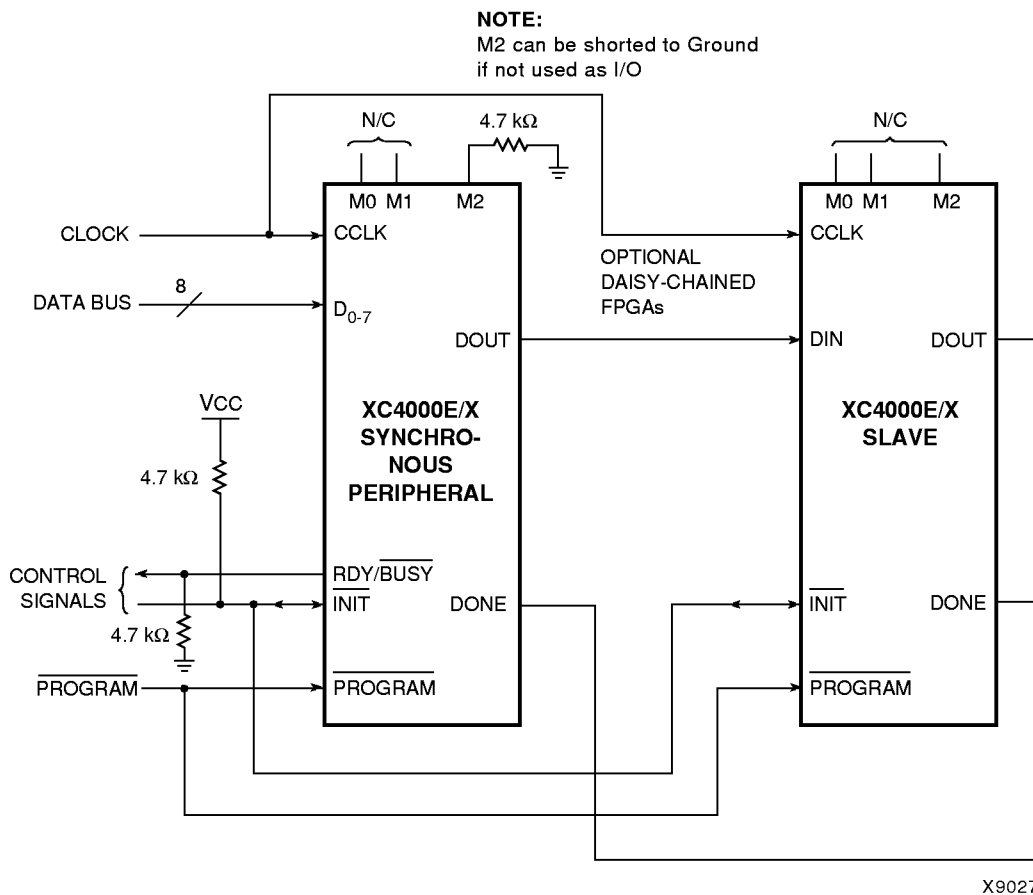 NOTE:
M2 can be shorted to Ground
if not used as I/O
N/C
4.7 kΩ
N/C
M0 M1
M2
M0 M1
M2
CLOCK
CCLK
CCLK
OPTIONAL
DAISY-CHAINED
FPGAs
8
DATA BUS
D0-7
DOUT
DIN
DOUT
VCC
XC4000E/X
SYNCHRO-
NOUS
PERIPHERAL
XC4000E/X
SLAVE
4.7 kΩ
CONTROL
SIGNALS
RDY/BUSY
INIT
DONE
INIT
DONE
4.7 kΩ
PROGRAM
PROGRAM
PROGRAM
X9027